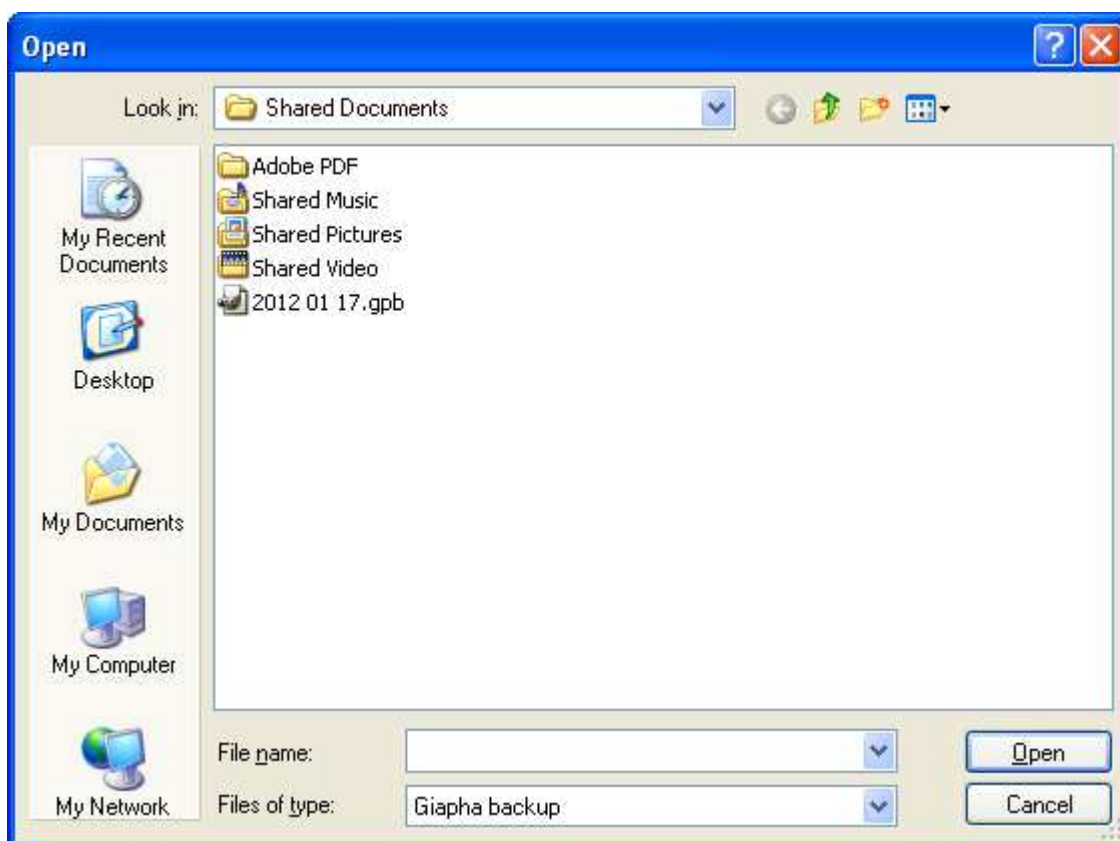 Open
Look in:
Shared Documents
My Recent
Documents
Desktop
My Documents
My Computer
My Network
Adobe PDF
Shared Music
Shared Pictures
Shared Video
2012 01 17.gpb
File name:
Open
Files of type:
Giapha backup
Cancel